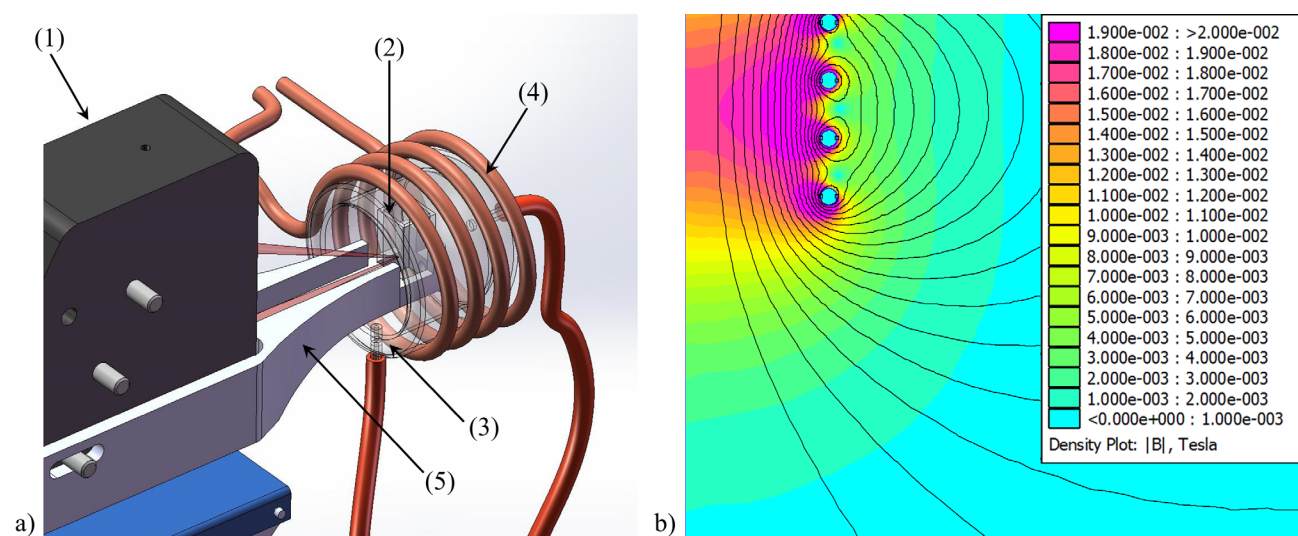 (1)
(2)
(4)
(3)
(5)
a)
1.900e-002 : >2.000e-002
1.800e-002 : 1.900e-002
1.700e-002 : 1.800e-002
1.600e-002 : 1.700e-002
1.500e-002 : 1.600e-002
1.400e-002 : 1.500e-002
1.300e-002 : 1.400e-002
1.200e-002 : 1.300e-002
1.100e-002 : 1.200e-002
1.000e-002 : 1.100e-002
9.000e-003 : 1.000e-002
8.000e-003 : 9.000e-003
7.000e-003 : 8.000e-003
6.000e-003 : 7.000e-003
5.000e-003 : 6.000e-003
4.000e-003 : 5.000e-003
3.000e-003 : 4.000e-003
2.000e-003 : 3.000e-003
1.000e-003 : 2.000e-003
<0.000e+000 : 1.000e-003
Density Plot: |B|, Tesla
b)